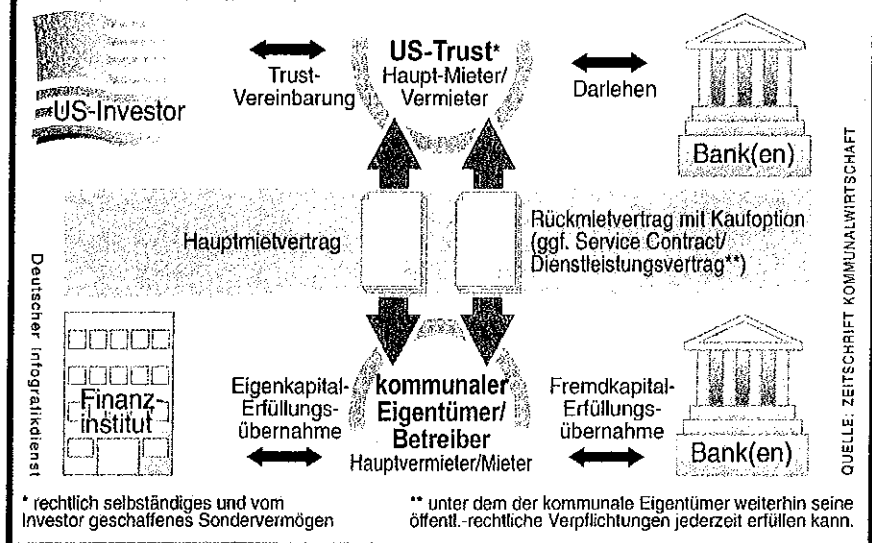 US-Investor
Trust-
Vereinbarung
US-Trust*
Haupt-Mieter/
Vermieter
Darlehen
Bank(en)
Hauptmietvertrag
Rückmietvertrag mit Kaufoption
(ggf. Service Contract/
Dienstleistungsvertrag**)
Finanz-
institut
Eigenkapital-
Erfüllungs-
übernahme
kommunaler
Eigentümer/
Betreiber
Hauptvermieter/Mieter
Fremdkapital-
Erfüllungs-
übernahme
Bank(en)
Deutscher Infografikdienst
QUELLE: ZEITSCHRIFT KOMMUNALWIRTSCHAFT
* rechtlich selbständiges und vom
Investor geschaffenes Sondervermögen
** unter dem der kommunale Eigentümer weiterhin seine
öffentl.-rechtliche Verpflichtungen jederzeit erfüllen kann.